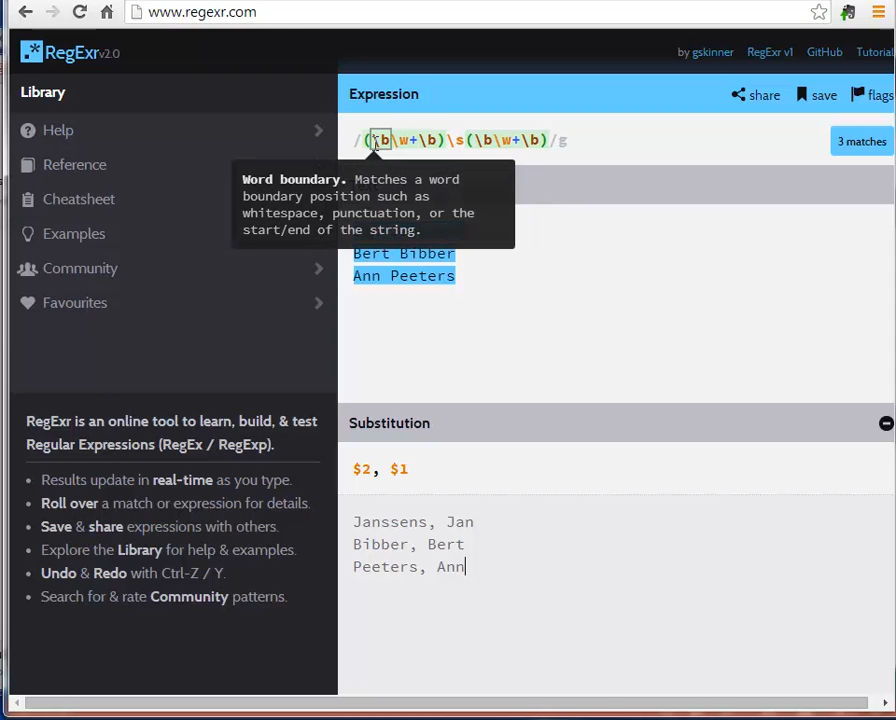 www.regexr.com
RegExr v2.0
by gskinner RegExr v1 GitHub Tutorial
Library
Help
Reference
Cheatsheet
Examples
Community
Favourites
RegExr is an online tool to learn, build, & test
Regular Expressions (RegEx / RegExp).
Results update in real-time as you type.
Roll over a match or expression for details.
Save & share expressions with others.
Explore the Library for help & examples.
Undo & Redo with Ctrl-Z / Y.
Search for & rate Community patterns.
Expression
share save flags
/(\b\w+\b)\s(\b\w+\b)/g
3 matches
Word boundary. Matches a word
boundary position such as
whitespace, punctuation, or the
start/end of the string.
Bert Bibber
Ann Peeters
Substitution
$2, $1
Janssens, Jan
Bibber, Bert
Peeters, Ann